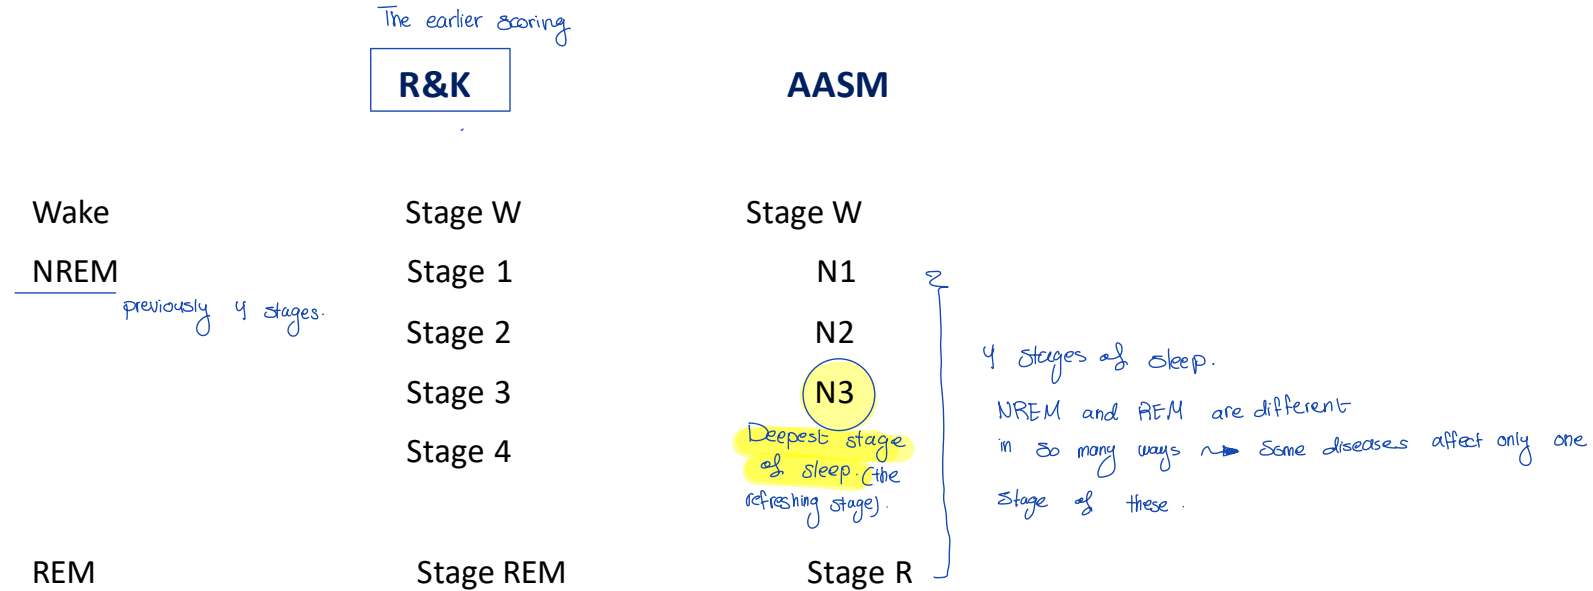 The earlier scoring
R&K AASM
Wake Stage W Stage W
NREM Stage 1 N1
previously 4 stages.
Stage 2 N2
4 stages of sleep.
Stage 3 N3
NREM and REM are different
Deepest stage
Stage 4
in so many ways → Some diseases affect only one
of sleep. (the
refreshing stage).
stage of these.
REM Stage REM Stage R